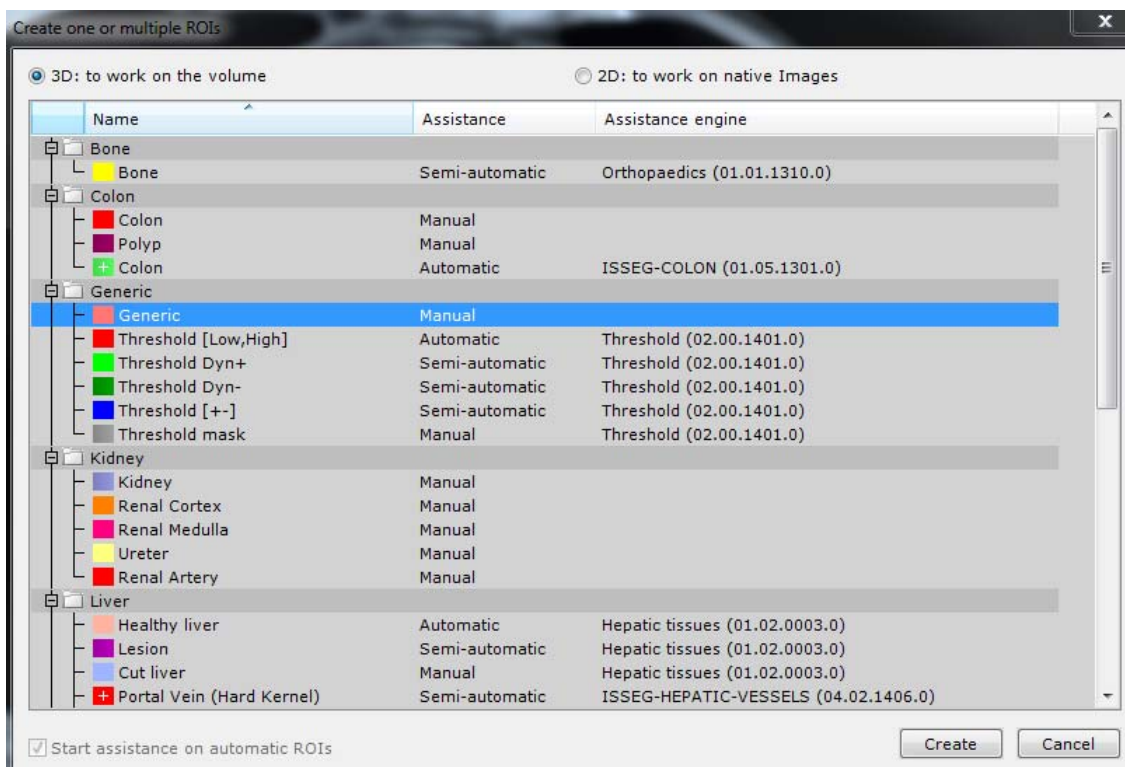 Create one or multiple ROIs
x
3D: to work on the volume 2D: to work on native Images
Name Assistance Assistance engine
Bone
Bone Semi-automatic Orthopaedics (01.01.1310.0)
Colon
Colon Manual
Polyp Manual
Colon Automatic ISSEG-COLON (01.05.1301.0)
Generic
Generic Manual
Threshold [Low,High] Automatic Threshold (02.00.1401.0)
Threshold Dyn+ Semi-automatic Threshold (02.00.1401.0)
Threshold Dyn- Semi-automatic Threshold (02.00.1401.0)
Threshold [+-] Semi-automatic Threshold (02.00.1401.0)
Threshold mask Manual Threshold (02.00.1401.0)
Kidney
Kidney Manual
Renal Cortex Manual
Renal Medulla Manual
Ureter Manual
Renal Artery Manual
Liver
Healthy liver Automatic Hepatic tissues (01.02.0003.0)
Lesion Semi-automatic Hepatic tissues (01.02.0003.0)
Cut liver Manual Hepatic tissues (01.02.0003.0)
Portal Vein (Hard Kernel) Semi-automatic ISSEG-HEPATIC-VESSELS (04.02.1406.0)
Start assistance on automatic ROIs Create Cancel